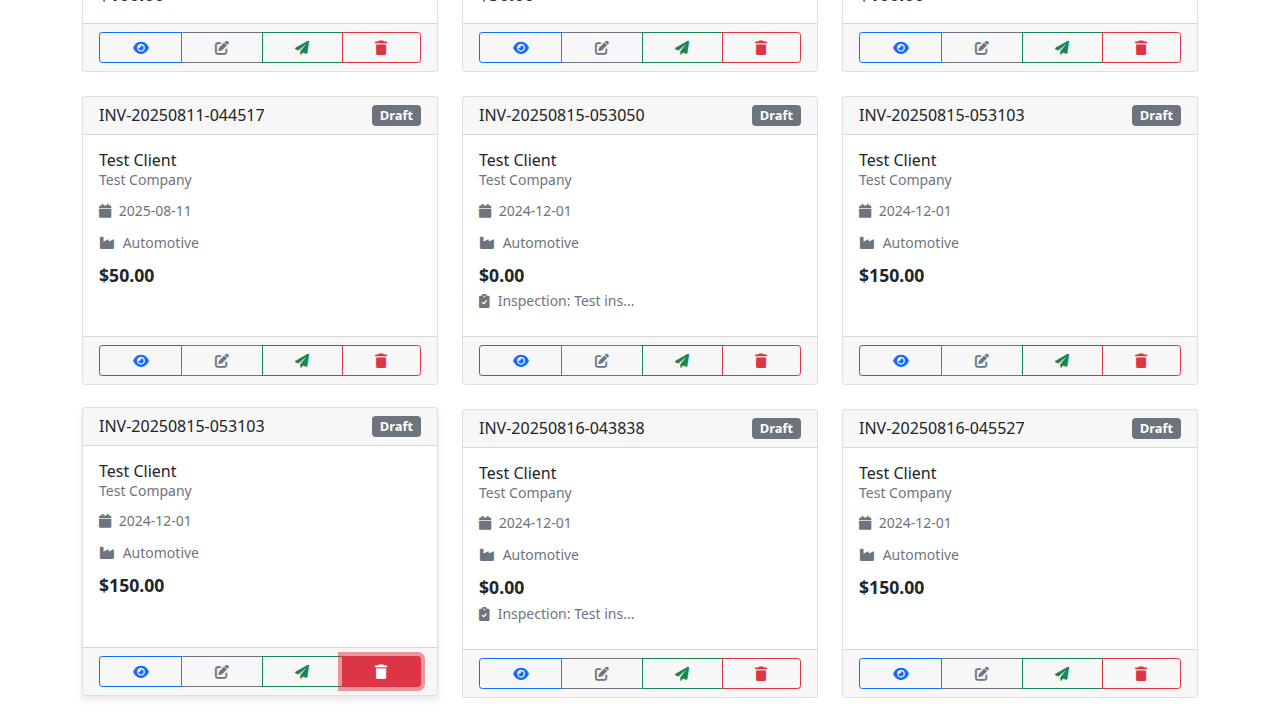 INV-20250811-044517 Draft
Test Client
Test Company
2025-08-11
Automotive
$50.00
INV-20250815-053050 Draft
Test Client
Test Company
2024-12-01
Automotive
$0.00
Inspection: Test ins...
INV-20250815-053103 Draft
Test Client
Test Company
2024-12-01
Automotive
$150.00
INV-20250815-053103 Draft
Test Client
Test Company
2024-12-01
Automotive
$150.00
INV-20250816-043838 Draft
Test Client
Test Company
2024-12-01
Automotive
$0.00
Inspection: Test ins...
INV-20250816-045527 Draft
Test Client
Test Company
2024-12-01
Automotive
$150.00